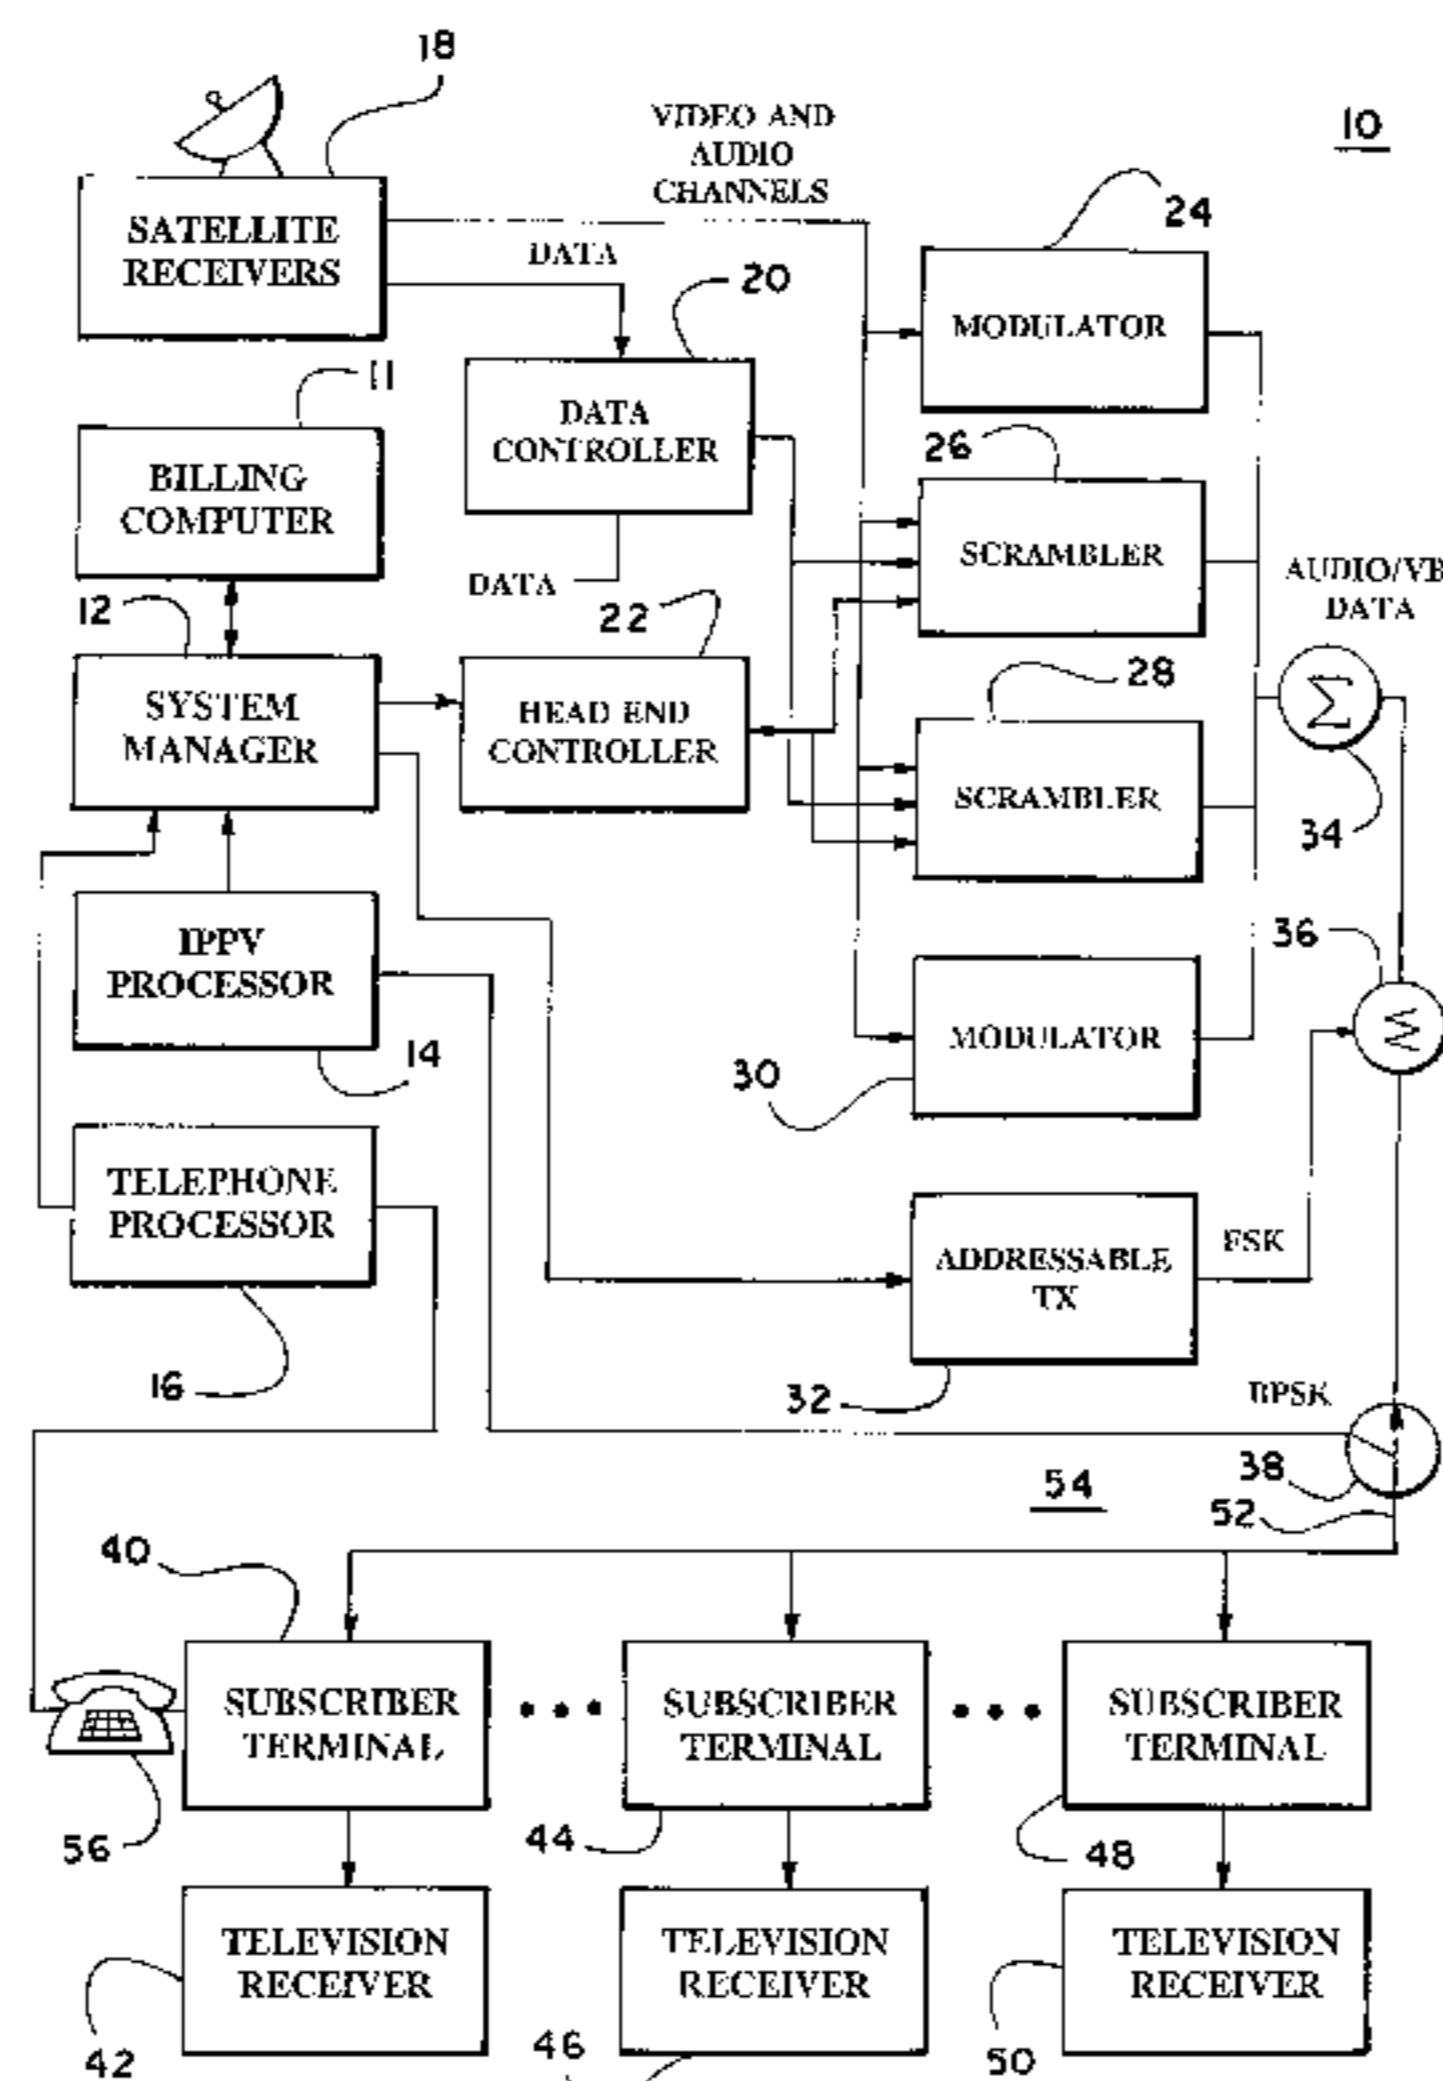 18
VIDEO AND
AUDIO
CHANNELS
10
SATELLITE
RECEIVERS
DATA
24
20
MODULATOR
11
DATA
CONTROLLER
26
BILLING
COMPUTER
SCRAMBLER
AUDIO/VB
DATA
DATA
12
22
28
SYSTEM
MANAGER
HEAD END
CONTROLLER
Σ
SCRAMBLER
34
IPPV
PROCESSOR
36
Σ
14
MODULATOR
30
TELEPHONE
PROCESSOR
ADDRESSABLE
TX
FSK
16
32
BPSK
38
54
52
40
SUBSCRIBER
TERMINAL
SUBSCRIBER
TERMINAL
SUBSCRIBER
TERMINAL
56
44
48
TELEVISION
RECEIVER
TELEVISION
RECEIVER
TELEVISION
RECEIVER
42
46
50